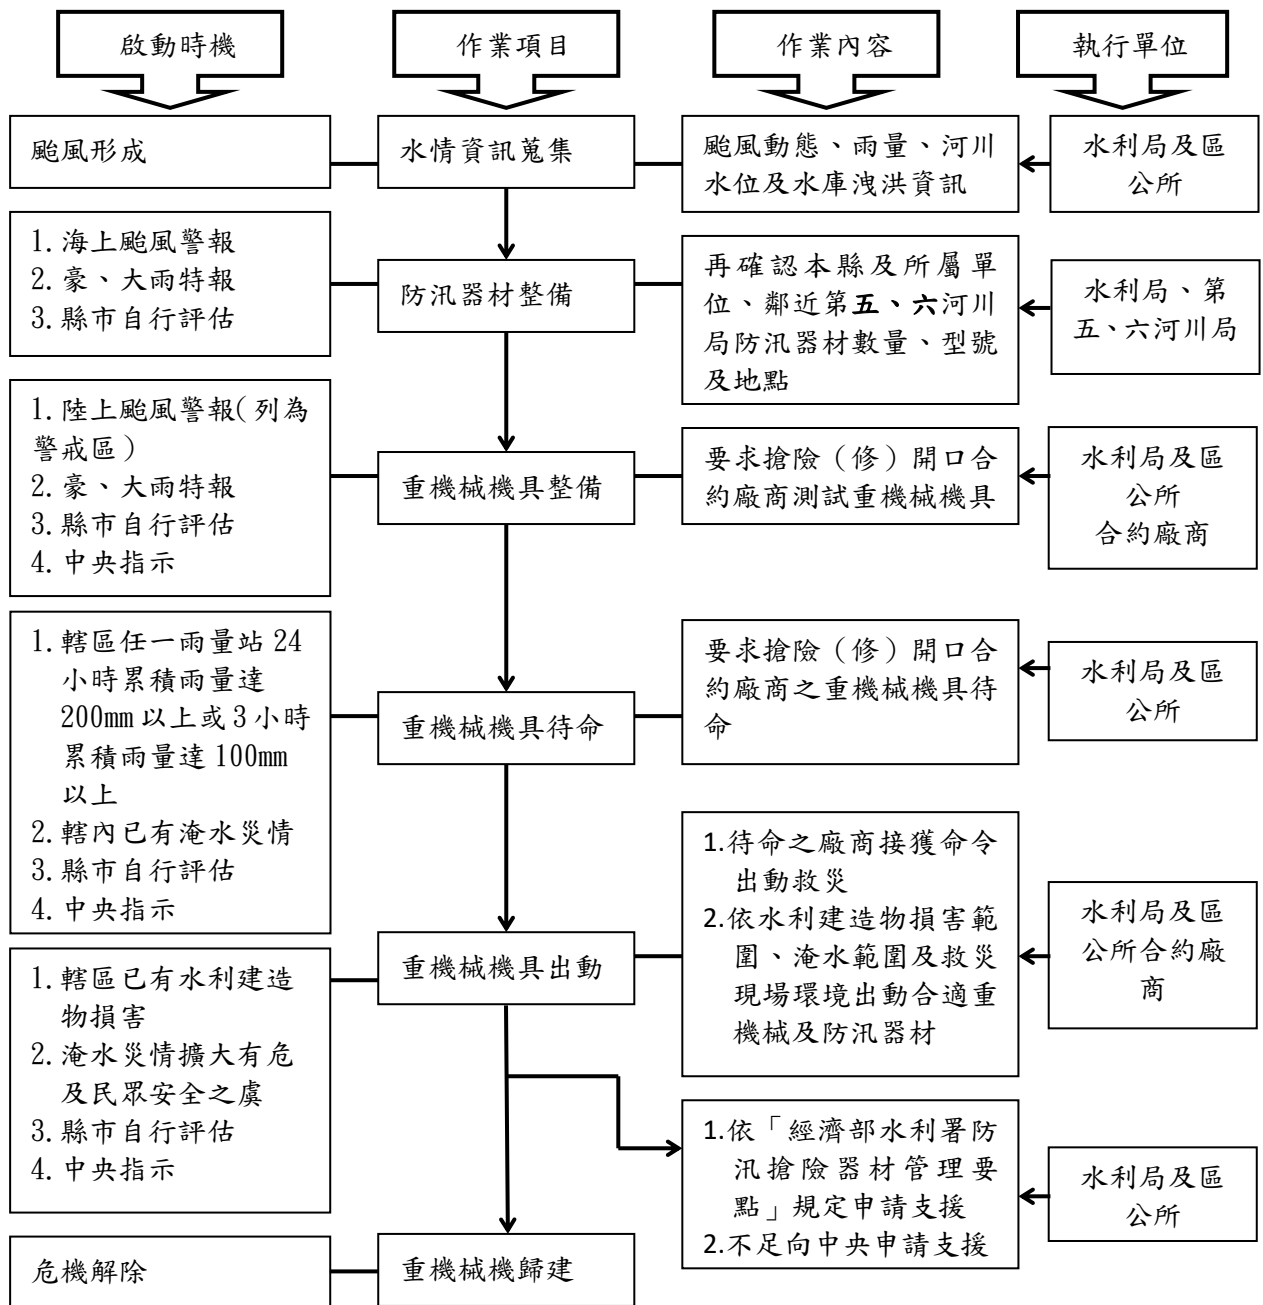 啟動時機
作業項目
作業內容
執行單位
颱風形成
水情資訊蒐集
颱風動態、雨量、河川
水位及水庫洩洪資訊
水利局及區
公所
1.海上颱風警報
2.豪、大雨特報
3.縣市自行評估
防汛器材整備
再確認本縣及所屬單
位、鄰近第五、六河川
局防汛器材數量、型號
及地點
水利局、第
五、六河川局
1.陸上颱風警報(列為
警戒區)
2.豪、大雨特報
3.縣市自行評估
4.中央指示
重機械機具整備
要求搶險（修）開口合
約廠商測試重機械機具
水利局及區
公所
合約廠商
1.轄區任一雨量站 24
小時累積雨量達
200mm 以上或 3 小時
累積雨量達 100mm
以上
2.轄內已有淹水災情
3.縣市自行評估
4.中央指示
重機械機具待命
要求搶險（修）開口合
約廠商之重機械機具待
命
水利局及區
公所
1.轄區已有水利建造
物損害
2.淹水災情擴大有危
及民眾安全之虞
3.縣市自行評估
4.中央指示
重機械機具出動
1.待命之廠商接獲命令
出動救災
2.依水利建造物損害範
圍、淹水範圍及救災
現場環境出動合適重
機械及防汛器材
水利局及區
公所合約廠
商
1.依「經濟部水利署防
汛搶險器材管理要
點」規定申請支援
2.不足向中央申請支援
水利局及區
公所
危機解除
重機械機歸建